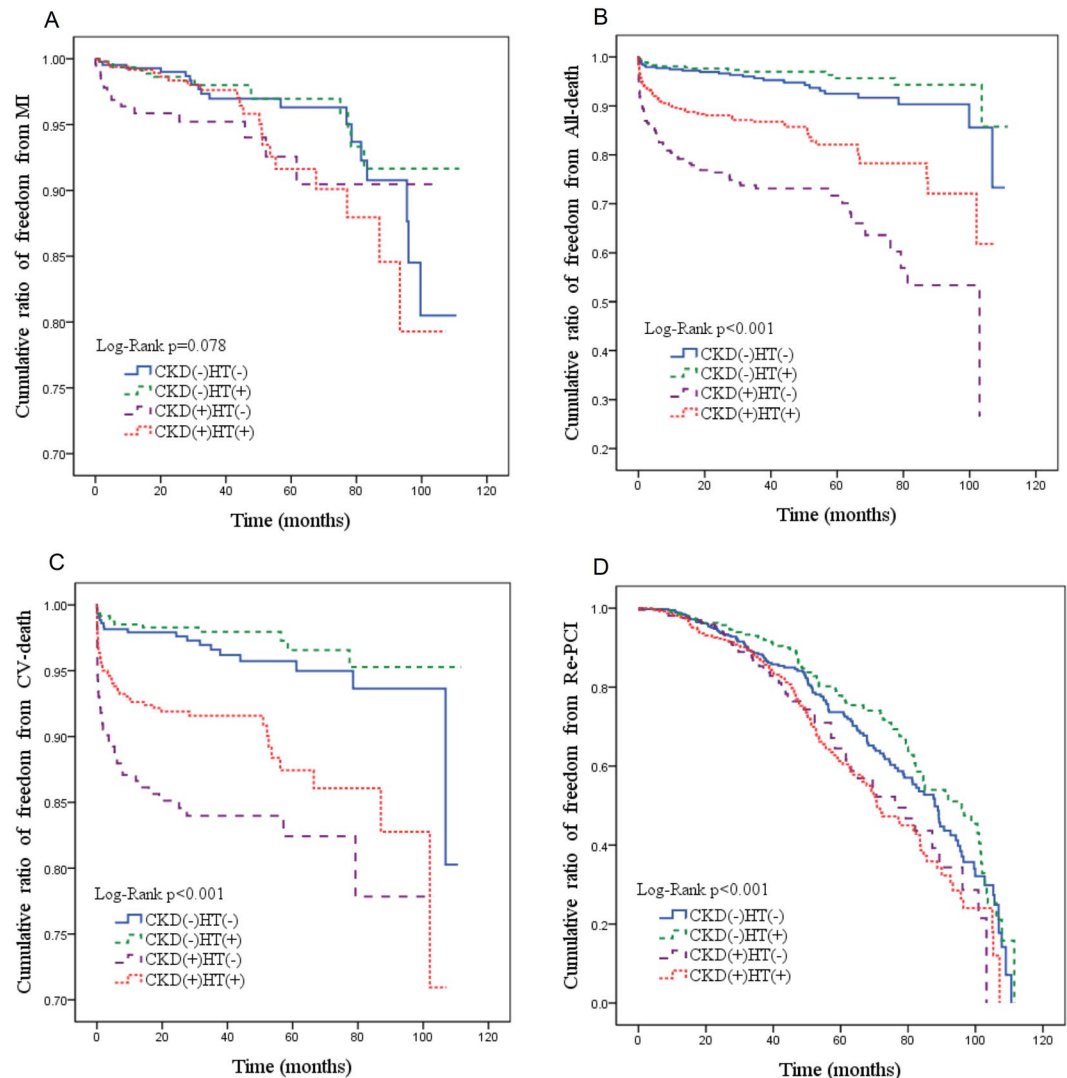 A
Cumulative ratio of freedom from MI
1.00
0.95
0.90
0.85
0.80
0.75
0.70
Log-Rank p=0.078
CKD(-)HT(-)
CKD(-)HT(+)
CKD(+)HT(-)
CKD(+)HT(+)
0 20 40 60 80 100 120
Time (months)
B
Cumulative ratio of freedom from All-death
1.0
0.9
0.8
0.7
0.6
0.5
0.4
0.3
0.2
Log-Rank p<0.001
CKD(-)HT(-)
CKD(-)HT(+)
CKD(+)HT(-)
CKD(+)HT(+)
0 20 40 60 80 100 120
Time (months)
C
Cumulative ratio of freedom from CV-death
1.00
0.95
0.90
0.85
0.80
0.75
0.70
Log-Rank p<0.001
CKD(-)HT(-)
CKD(-)HT(+)
CKD(+)HT(-)
CKD(+)HT(+)
0 20 40 60 80 100 120
Time (months)
D
Cumulative ratio of freedom from Re-PCI
1.0
0.8
0.6
0.4
0.2
0.0
Log-Rank p<0.001
CKD(-)HT(-)
CKD(-)HT(+)
CKD(+)HT(-)
CKD(+)HT(+)
0 20 40 60 80 100 120
Time (months)